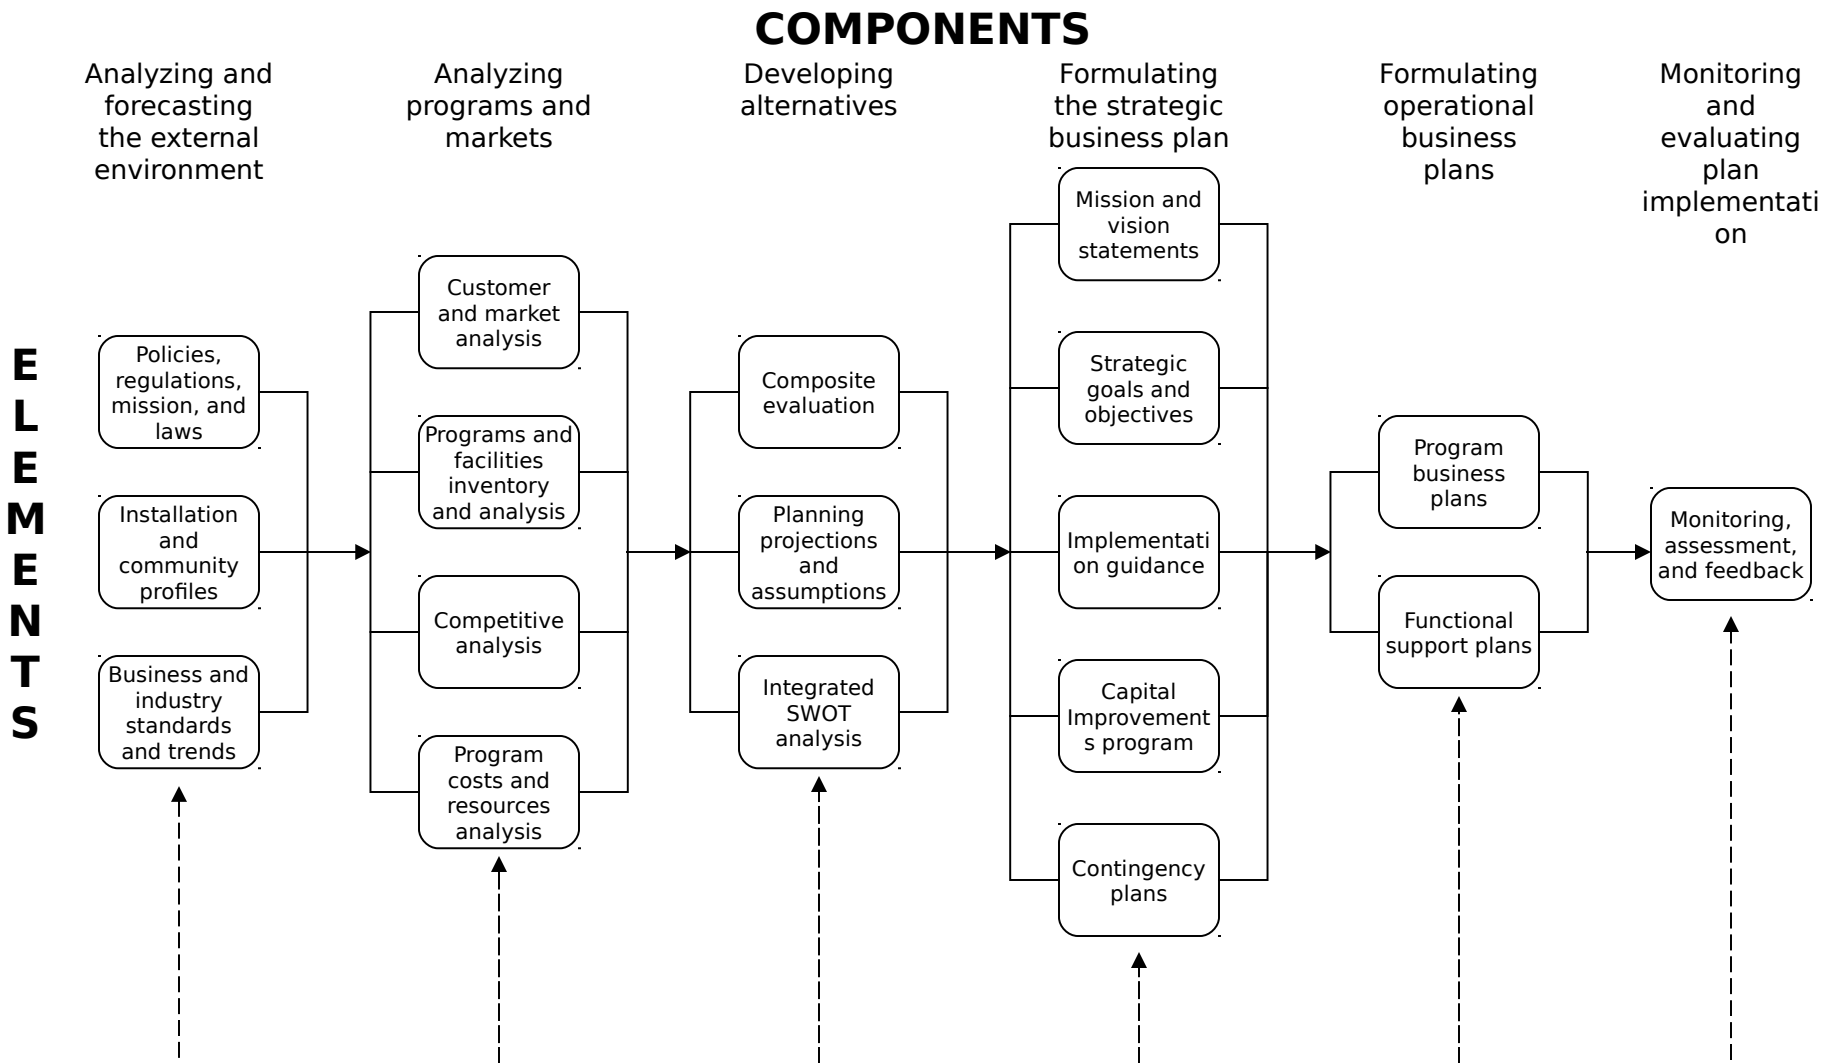 COMPONENTS
Analyzing and
forecasting
the external
environment
Analyzing
programs and
markets
Developing
alternatives
Formulating
the strategic
business plan
Formulating
operational
business
plans
Monitoring
and
evaluating
plan
implementati
on
E
L
E
M
E
N
T
S
Policies,
regulations,
mission, and
laws
Installation
and
community
profiles
Business and
industry
standards
and trends
Customer
and market
analysis
Programs and
facilities
inventory
and analysis
Competitive
analysis
Program
costs and
resources
analysis
Composite
evaluation
Planning
projections
and
assumptions
Integrated
SWOT
analysis
Mission and
vision
statements
Strategic
goals and
objectives
Implementati
on guidance
Capital
Improvement
s program
Contingency
plans
Program
business
plans
Functional
support plans
Monitoring,
assessment,
and feedback